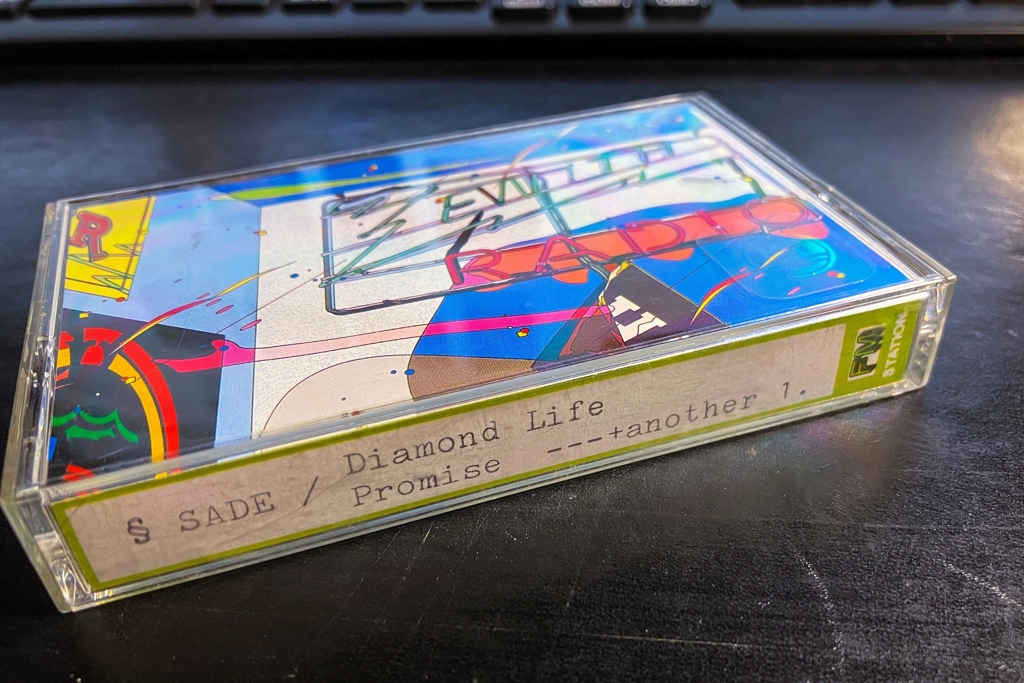 R
RADIO
H
FM
STATION
§ SADE / Diamond Life
Promise ---+another 1.